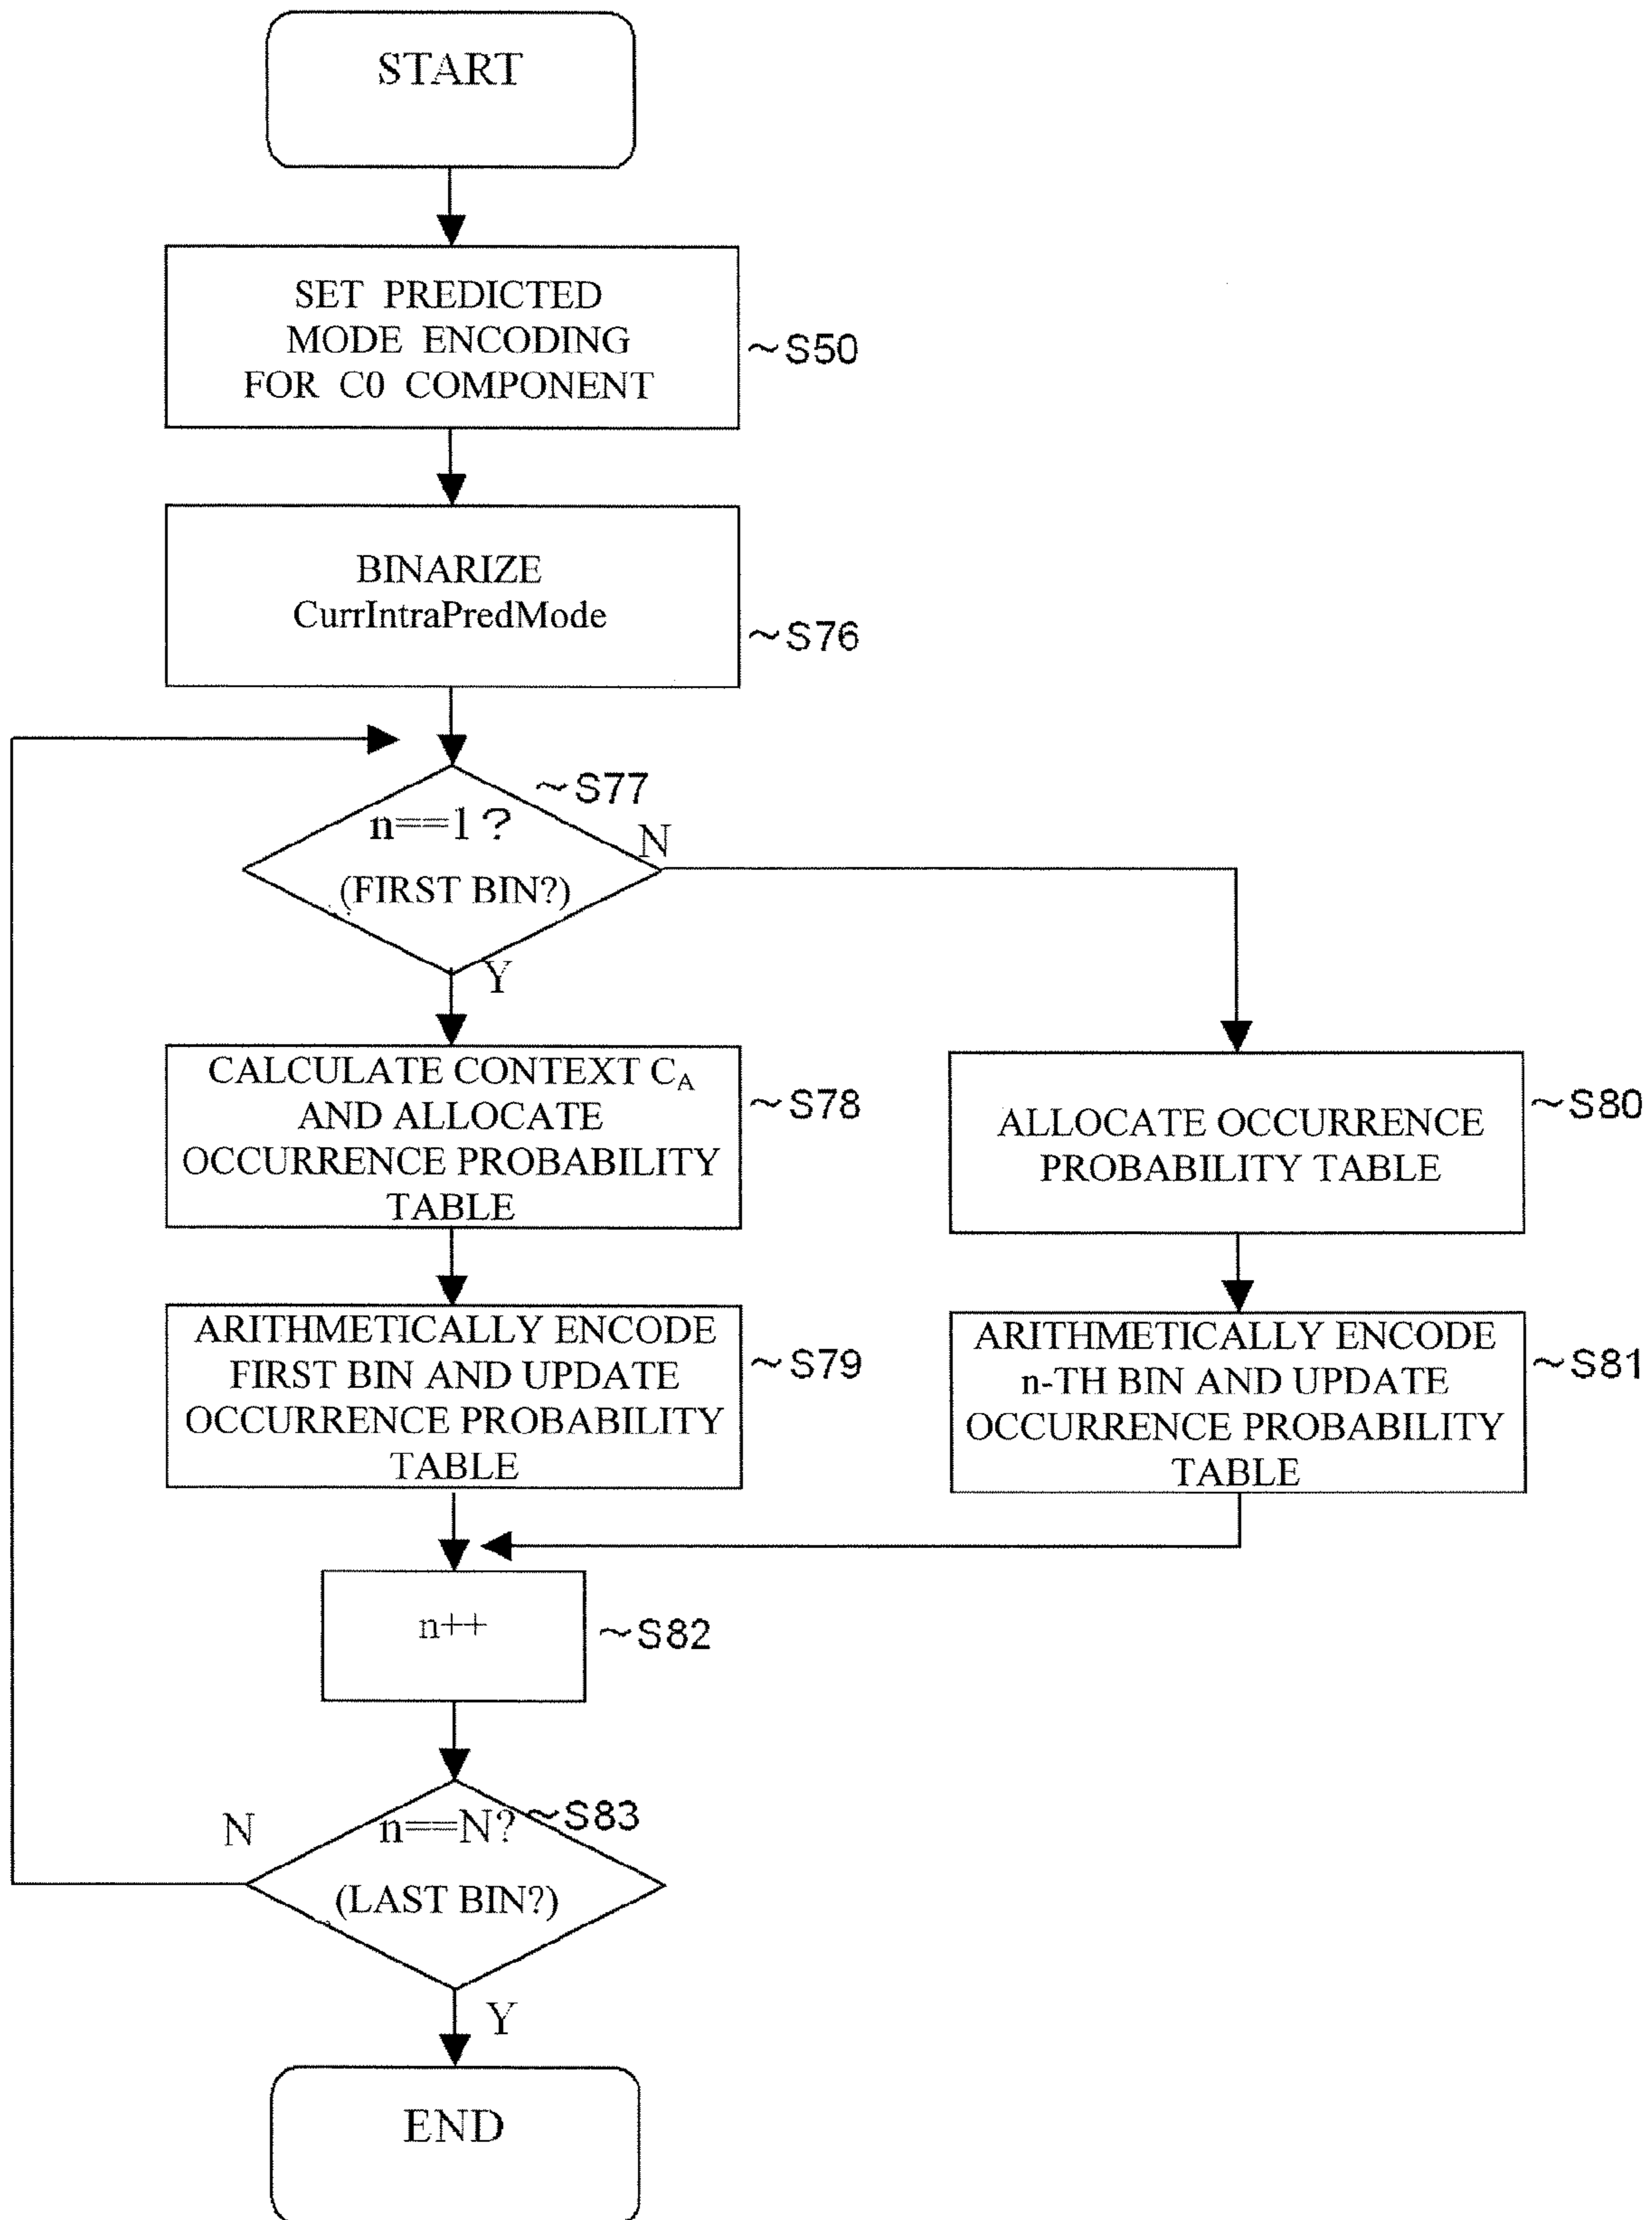 START
SET PREDICTED
MODE ENCODING
FOR C0 COMPONENT
~S50
BINARIZE
CurrIntraPredMode
~S76
~S77
n==1?
(FIRST BIN?)
N
Y
CALCULATE CONTEXT CA
AND ALLOCATE
OCCURRENCE PROBABILITY
TABLE
~S78
ALLOCATE OCCURRENCE
PROBABILITY TABLE
~S80
ARITHMETICALLY ENCODE
FIRST BIN AND UPDATE
OCCURRENCE PROBABILITY
TABLE
~S79
ARITHMETICALLY ENCODE
n-TH BIN AND UPDATE
OCCURRENCE PROBABILITY
TABLE
~S81
n++
~S82
~S83
n==N?
(LAST BIN?)
N
Y
END